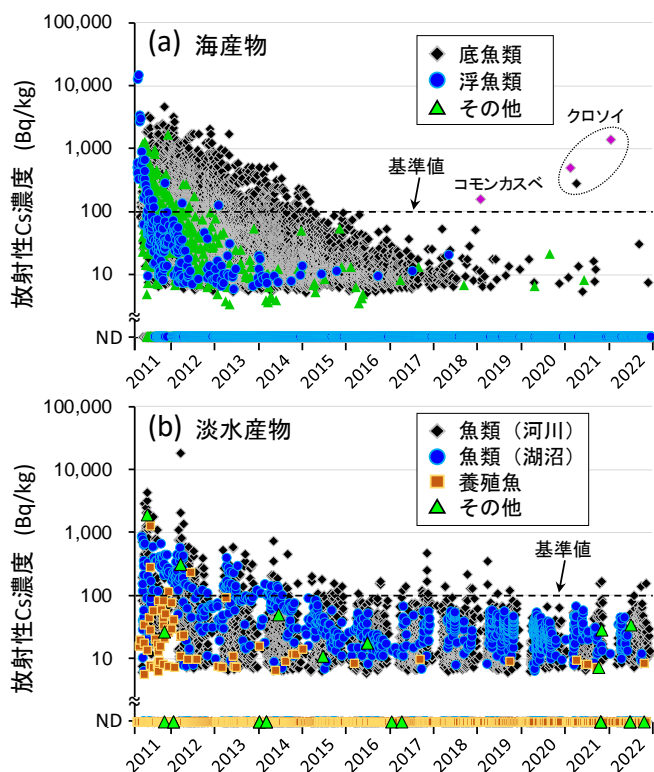 100,000
10,000
1,000
100
10
ND
放射性Cs濃度 (Bq/kg)
(a) 海産物
底魚類
浮魚類
その他
クロソイ
基準値
コモンカスベ
2011 2012 2013 2014 2015 2016 2017 2018 2019 2020 2021 2022
100,000
10,000
1,000
100
10
ND
放射性Cs濃度 (Bq/kg)
(b) 淡水産物
魚類（河川）
魚類（湖沼）
養殖魚
その他
基準値
2011 2012 2013 2014 2015 2016 2017 2018 2019 2020 2021 2022